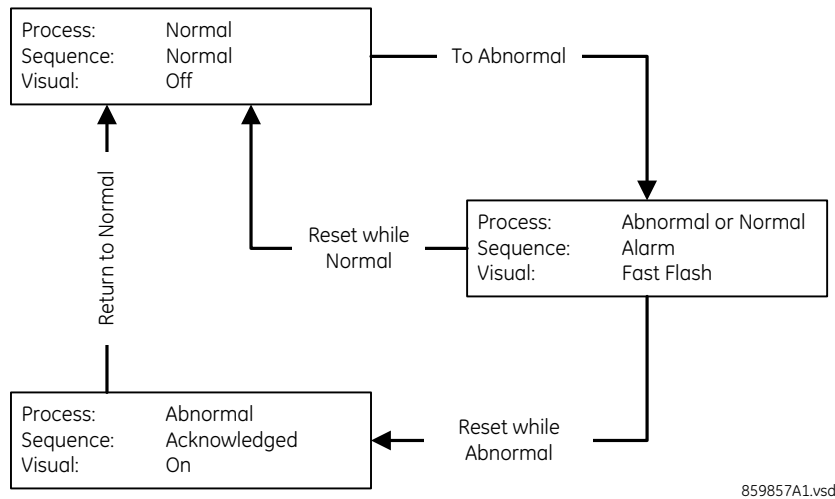 Process: Normal
Sequence: Normal
Visual: Off
To Abnormal
Return to Normal
Reset while
Normal
Process: Abnormal or Normal
Sequence: Alarm
Visual: Fast Flash
Process: Abnormal
Sequence: Acknowledged
Visual: On
Reset while
Abnormal
859857A1.vsd